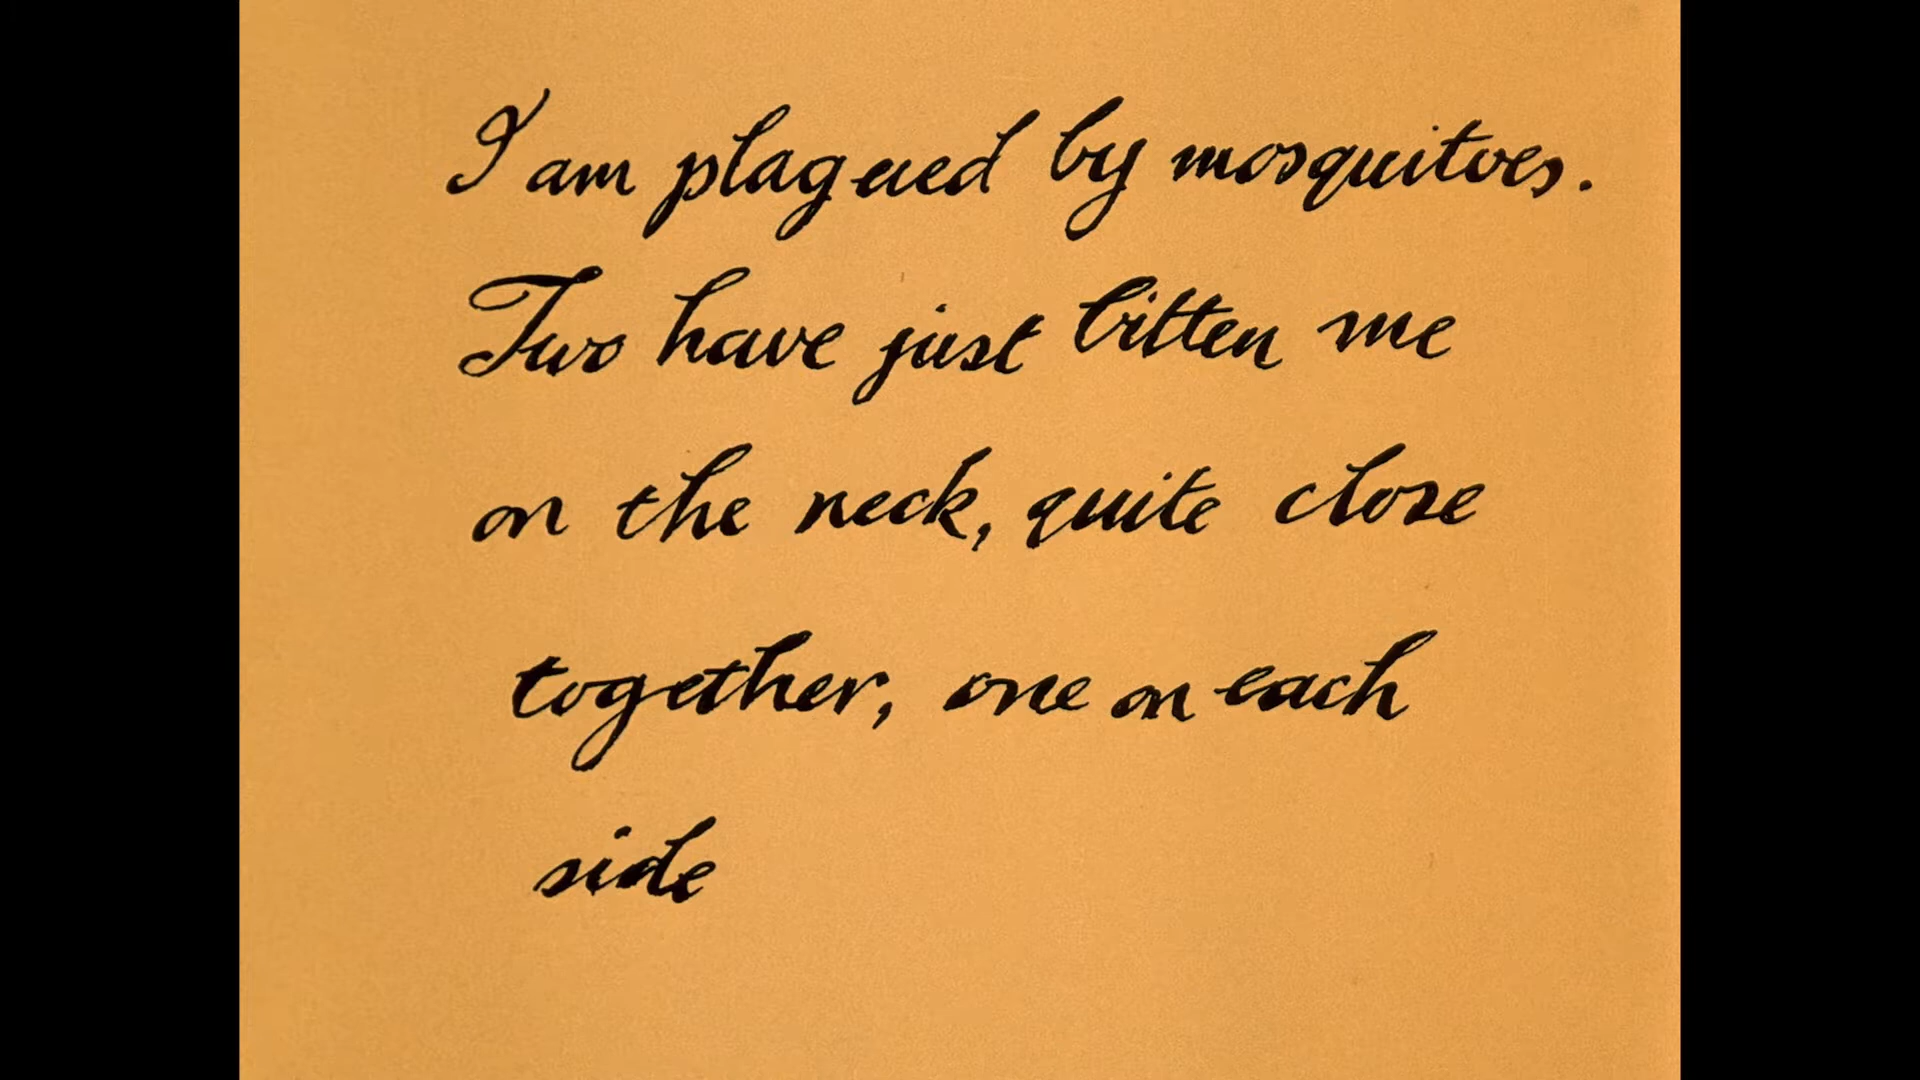 I am plagued by mosquitoes.
Two have just bitten me
on the neck, quite close
together, one on each
side